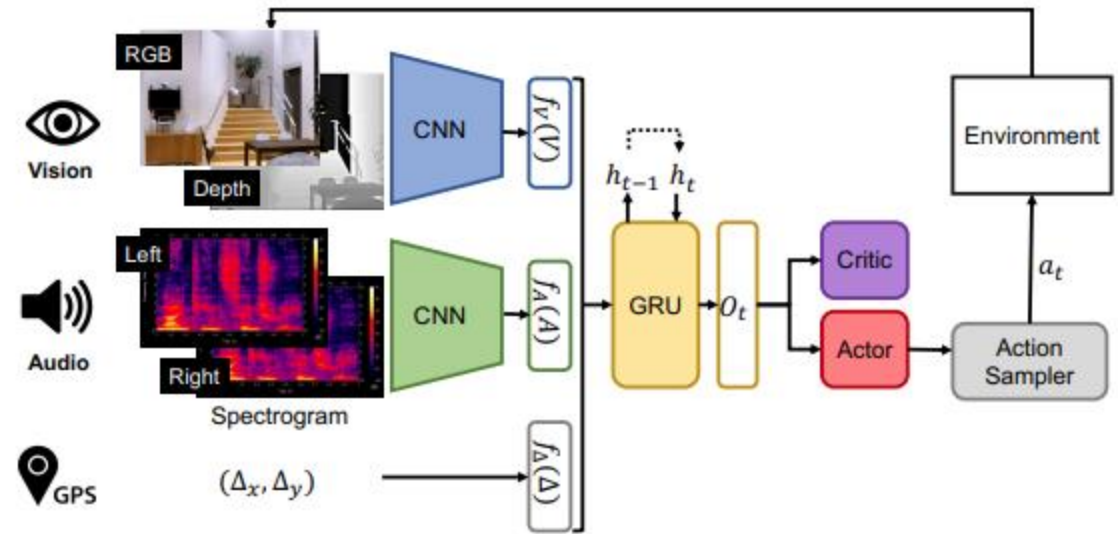 RGB
Depth
Vision
CNN
f_V(V)
Left
Right
Spectrogram
Audio
CNN
f_A(A)
GPS
(Δ_x, Δ_y)
f_Δ(Δ)
h_{t−1}
h_t
GRU
O_t
Critic
Actor
Action
Sampler
a_t
Environment